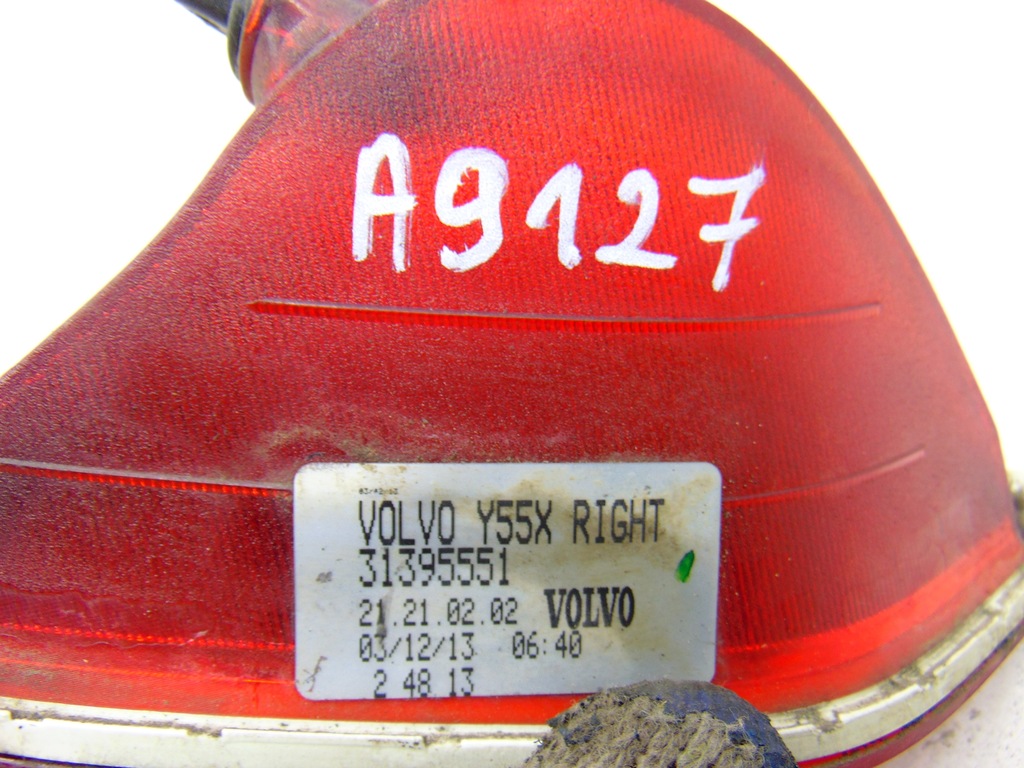 A9127
VOLVO Y55X RIGHT
31395551
21.21.02.02 VOLVO
03/12/13 06:40
2 48 13